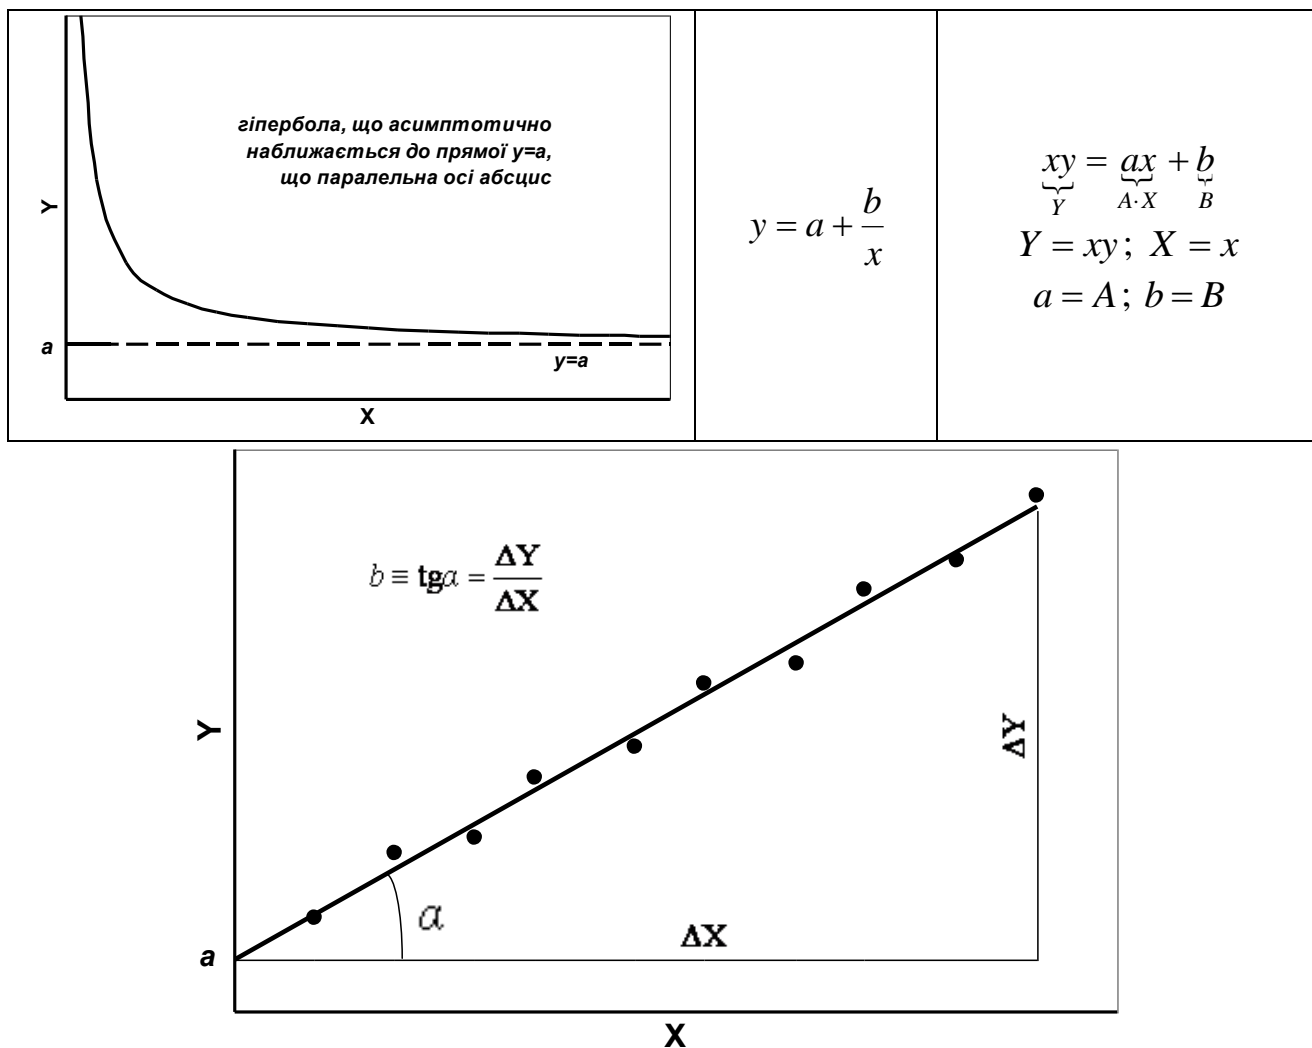 гіпербола, що асимптотично
наближається до прямої y=a,
що паралельна осі абсцис
Y
a
y=a
X
y = a + b/x
xy = ax + b
Y A·X B
Y = xy ; X = x
a = A ; b = B
b ≡ tgα = ΔY/ΔX
Y
ΔY
α
ΔX
a
X